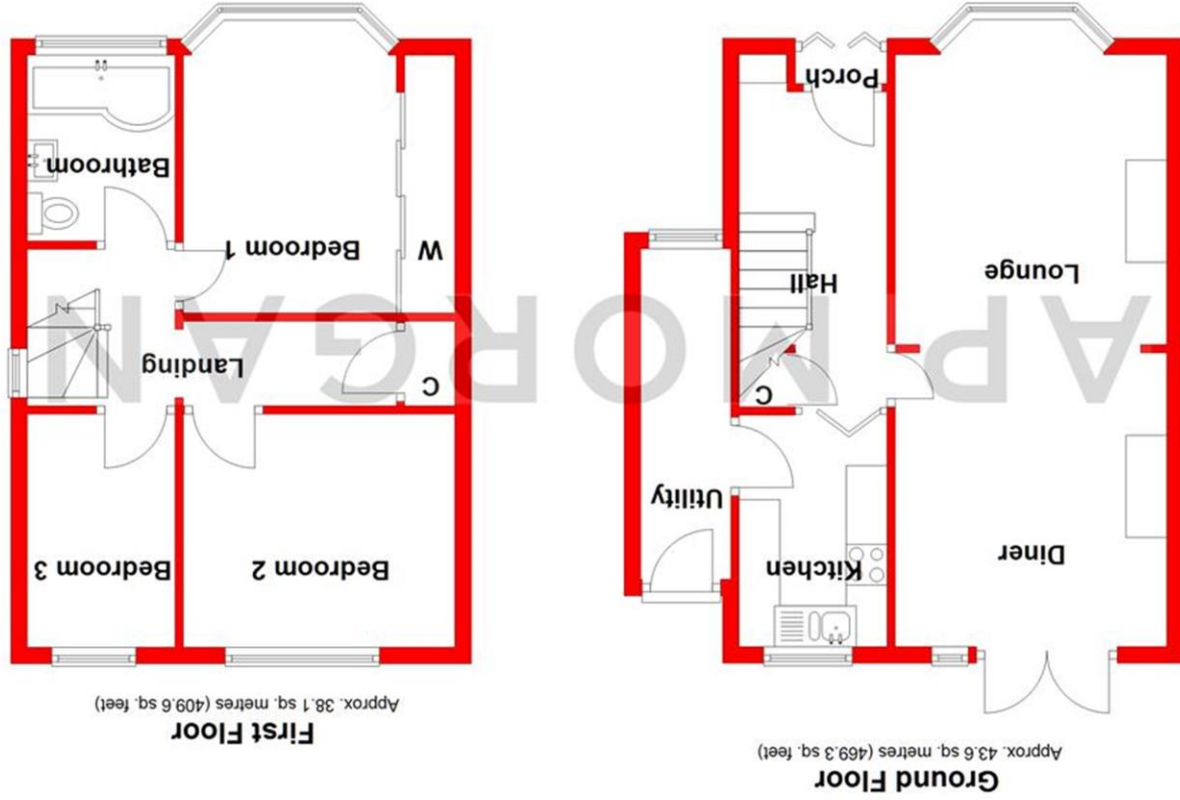 Ground Floor
Approx. 43.6 sq. metres (469.3 sq. feet)
Diner
Kitchen
Utility
C
Lounge
Hall
Porch
First Floor
Approx. 38.1 sq. metres (409.6 sq. feet)
Bedroom 3
Bedroom 2
Landing
C
Bedroom 1
W
Bathroom
AP MORGAN